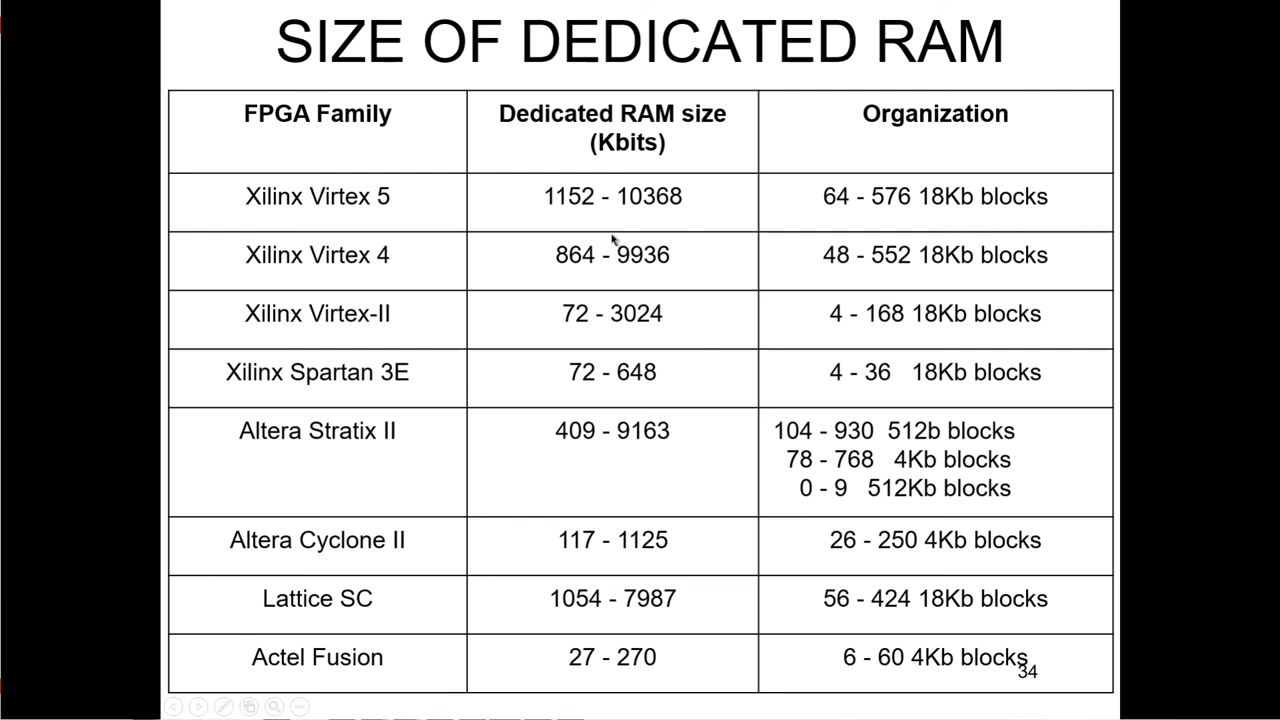 SIZE OF DEDICATED RAM
FPGA Family
Dedicated RAM size
(Kbits)
Organization
Xilinx Virtex 5
1152 - 10368
64 - 576 18Kb blocks
Xilinx Virtex 4
864 - 9936
48 - 552 18Kb blocks
Xilinx Virtex-II
72 - 3024
4 - 168 18Kb blocks
Xilinx Spartan 3E
72 - 648
4 - 36 18Kb blocks
Altera Stratix II
409 - 9163
104 - 930 512b blocks
78 - 768 4Kb blocks
0 - 9 512Kb blocks
Altera Cyclone II
117 - 1125
26 - 250 4Kb blocks
Lattice SC
1054 - 7987
56 - 424 18Kb blocks
Actel Fusion
27 - 270
6 - 60 4Kb blocks
34